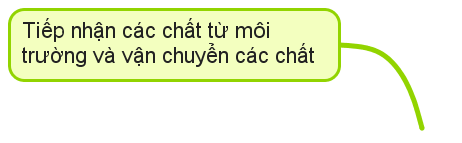 Tiếp nhận các chất từ môi
trường và vận chuyển các chất